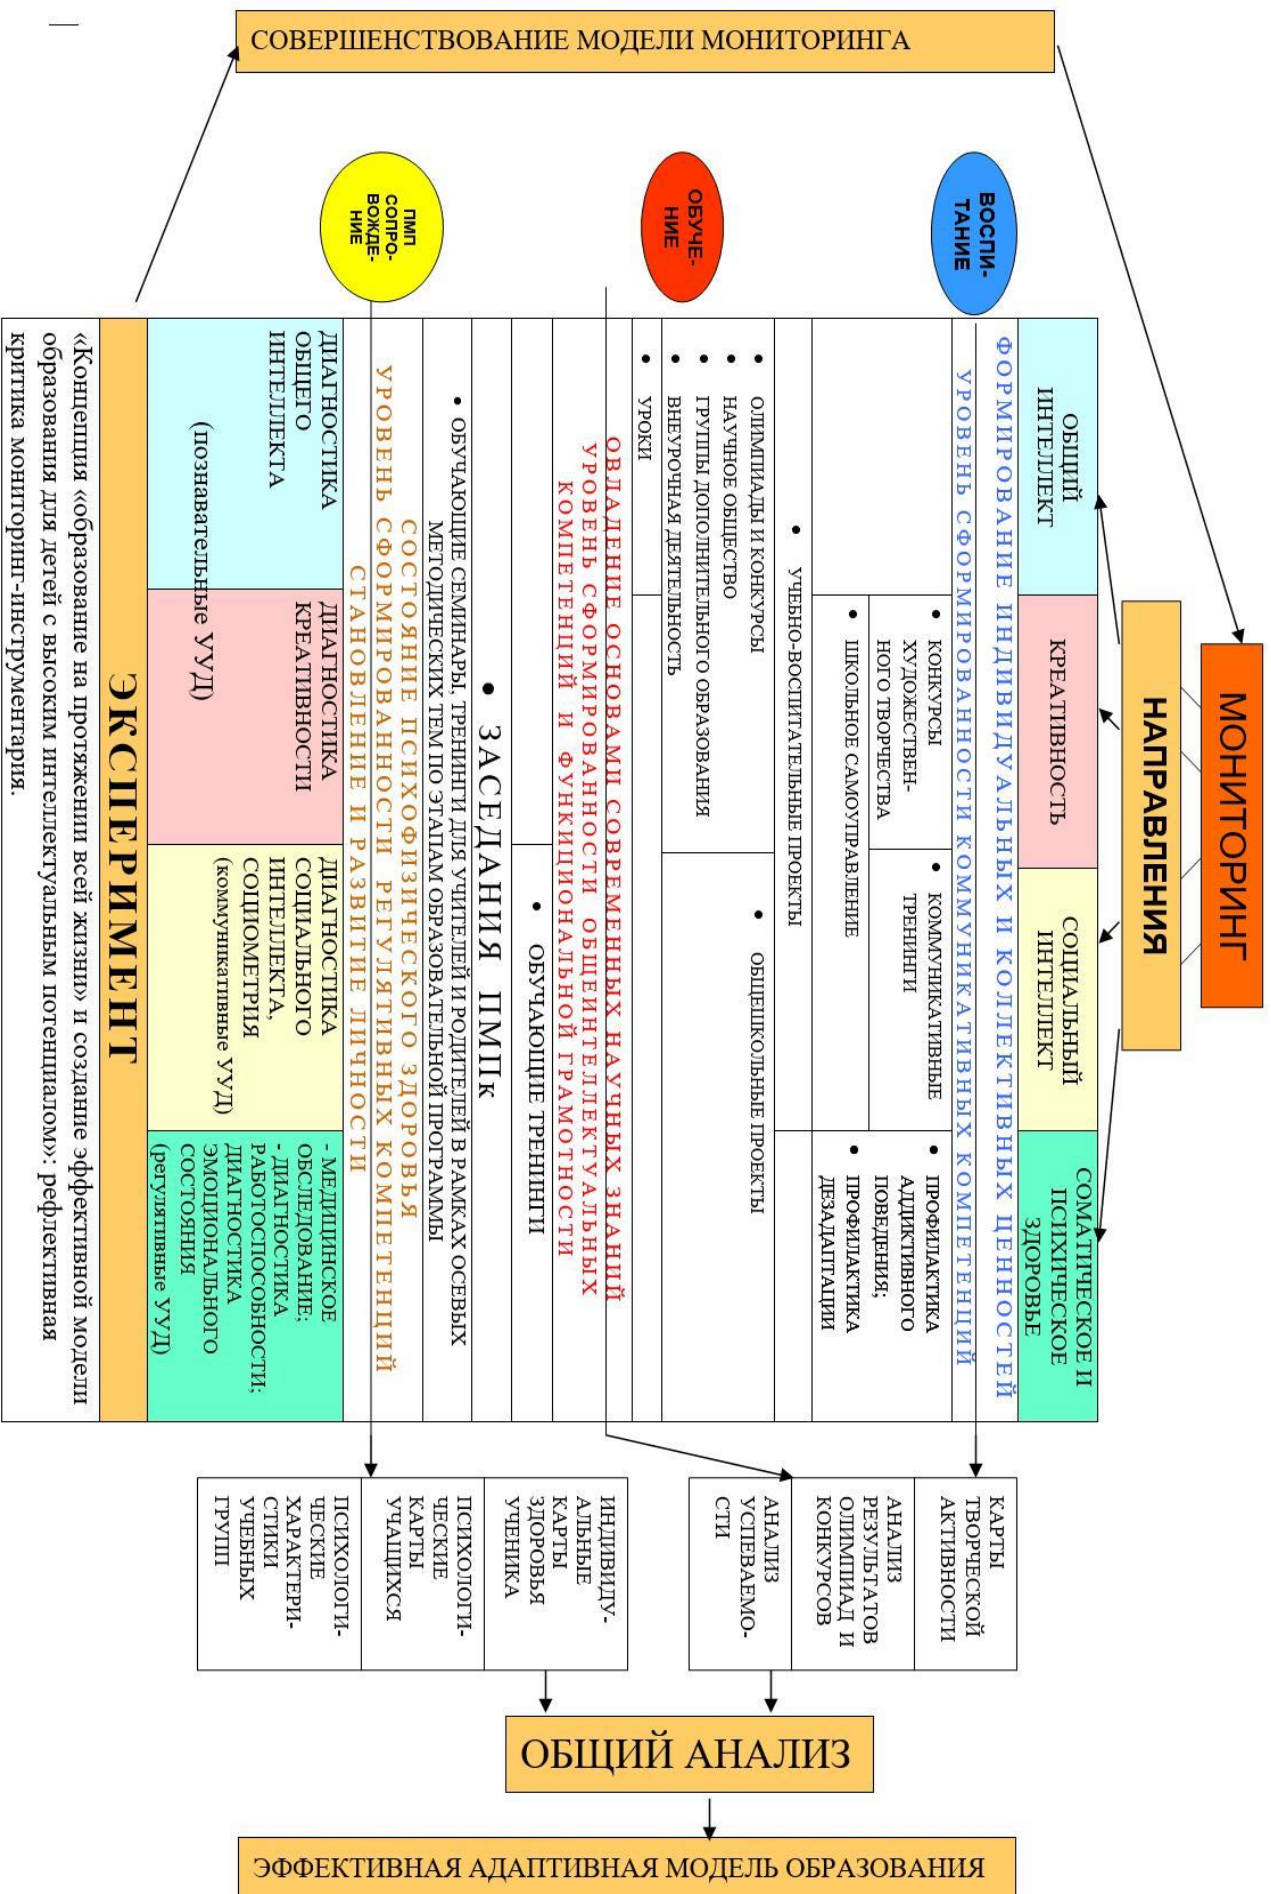 СОВЕРШЕНСТВОВАНИЕ МОДЕЛИ МОНИТОРИНГА
МОНИТОРИНГ
НАПРАВЛЕНИЯ
ОБЩИЙ
ИНТЕЛЛЕКТ
КРЕАТИВНОСТЬ
СОЦИАЛЬНЫЙ
ИНТЕЛЛЕКТ
СОМАТИЧЕСКОЕ И
ПСИХИЧЕСКОЕ
ЗДОРОВЬЕ
ВОСПИ-
ТАНИЕ
ФОРМИРОВАНИЕ ИНДИВИДУАЛЬНЫХ И КОЛЛЕКТИВНЫХ ЦЕННОСТЕЙ
УРОВЕНЬ СФОРМИРОВАННОСТИ КОММУНИКАТИВНЫХ КОМПЕТЕНЦИЙ
• КОНКУРСЫ
ХУДОЖЕСТВЕН-
НОГО ТВОРЧЕСТВА
• КОММУНИКАТИВНЫЕ
ТРЕНИНГИ
• ШКОЛЬНОЕ САМОУТРАВЛЕНИЕ
• ПРОФИЛАКТИКА
АДДИКТИВНОГО
ПОВЕДЕНИЯ;
• ПРОФИЛАКТИКА
ДЕЗАДАПТАЦИИ
• УЧЕБНО-ВОСПИТАТЕЛЬНЫЕ ПРОЕКТЫ
ОБУЧЕ-
НИЕ
• ОЛИМПИАДЫ И КОНКУРСЫ
• НАУЧНОЕ ОБЩЕСТВО
• ГРУППЫ ДОПОЛНИТЕЛЬНОГО ОБРАЗОВАНИЯ
• ВНЕУРОЧНАЯ ДЕЯТЕЛЬНОСТЬ
• ОБЩЕШКОЛЬНЫЕ ПРОЕКТЫ
• УРОКИ
ОВЛАДЕНИЕ ОСНОВАМИ СОВРЕМЕННЫХ НАУЧНЫХ ЗНАНИЙ
УРОВЕНЬ СФОРМИРОВАННОСТИ ОБЩЕИНТЕЛЛЕКТУАЛЬНЫХ
КОМПЕТЕНЦИЙ И ФУНКЦИОНАЛЬНОЙ ГРАМОТНОСТИ
• ОБУЧАЮЩИЕ ТРЕНИНГИ
• ЗАСЕДАНИЯ ПМПк
• ОБУЧАЮЩИЕ СЕМИНАРЫ, ТРЕНИНГИ ДЛЯ УЧИТЕЛЕЙ И РОДИТЕЛЕЙ В РАМКАХ ОСЕВЫХ
МЕТОДИЧЕСКИХ ТЕМ ПО ЭТАПАМ ОБРАЗОВАТЕЛЬНОЙ ПРОГРАММЫ
ПМП
СОПРО-
ВОЖДЕ-
НИЕ
СОСТОЯНИЕ ПСИХОФИЗИЧЕСКОГО ЗДОРОВЬЯ
УРОВЕНЬ СФОРМИРОВАННОСТИ РЕГУЛЯТИВНЫХ КОМПЕТЕНЦИЙ
СТАНОВЛЕНИЕ И РАЗВИТИЕ ЛИЧНОСТИ
ДИАГНОСТИКА
ОБЩЕГО
ИНТЕЛЛЕКТА
ДИАГНОСТИКА
КРЕАТИВНОСТИ
(познавательные УУД)
ДИАГНОСТИКА
СОЦИАЛЬНОГО
ИНТЕЛЛЕКТА,
СОЦИОМЕТРИЯ
(коммуникативные УУД)
- МЕДИЦИНСКОЕ
ОБСЛЕДОВАНИЕ;
- ДИАГНОСТИКА
РАБОТОСПОСОБНОСТИ;
ДИАГНОСТИКА
ЭМОЦИОНАЛЬНОГО
СОСТОЯНИЯ
(регулятивные УУД)
ЭКСПЕРИМЕНТ
«Концепция «образование на протяжении всей жизни» и создание эффективной модели
образования для детей с высоким интеллектуальным потенциалом»: рефлективная
критика мониторинг-инструментария.
КАРТЫ
ТВОРЧЕСКОЙ
АКТИВНОСТИ
АНАЛИЗ
РЕЗУЛЬТАТОВ
ОЛИМПИАД И
КОНКУРСОВ
АНАЛИЗ
УСПЕВАЕМО-
СТИ
ИНДИВИДУ-
АЛЬНЫЕ
КАРТЫ
ЗДОРОВЬЯ
УЧЕНИКА
ПСИХОЛОГИ-
ЧЕСКИЕ
КАРТЫ
УЧАЩИХСЯ
ПСИХОЛОГИ-
ЧЕСКИЕ
ХАРАКТЕРИ-
СТИКИ
УЧЕБНЫХ
ГРУПП
ОБЩИЙ АНАЛИЗ
ЭФФЕКТИВНАЯ АДАПТИВНАЯ МОДЕЛЬ ОБРАЗОВАНИЯ